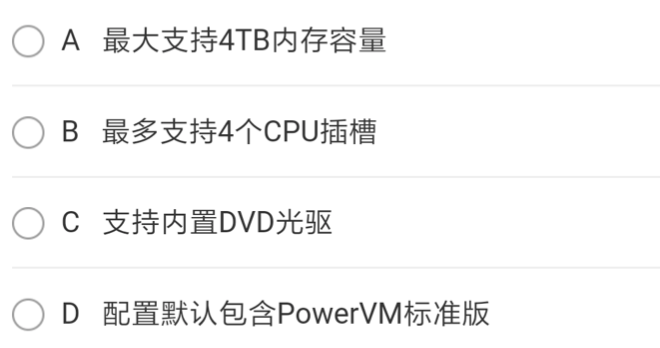 A 最大支持4TB内存容量
B 最多支持4个CPU插槽
C 支持内置DVD光驱
D 配置默认包含PowerVM标准版